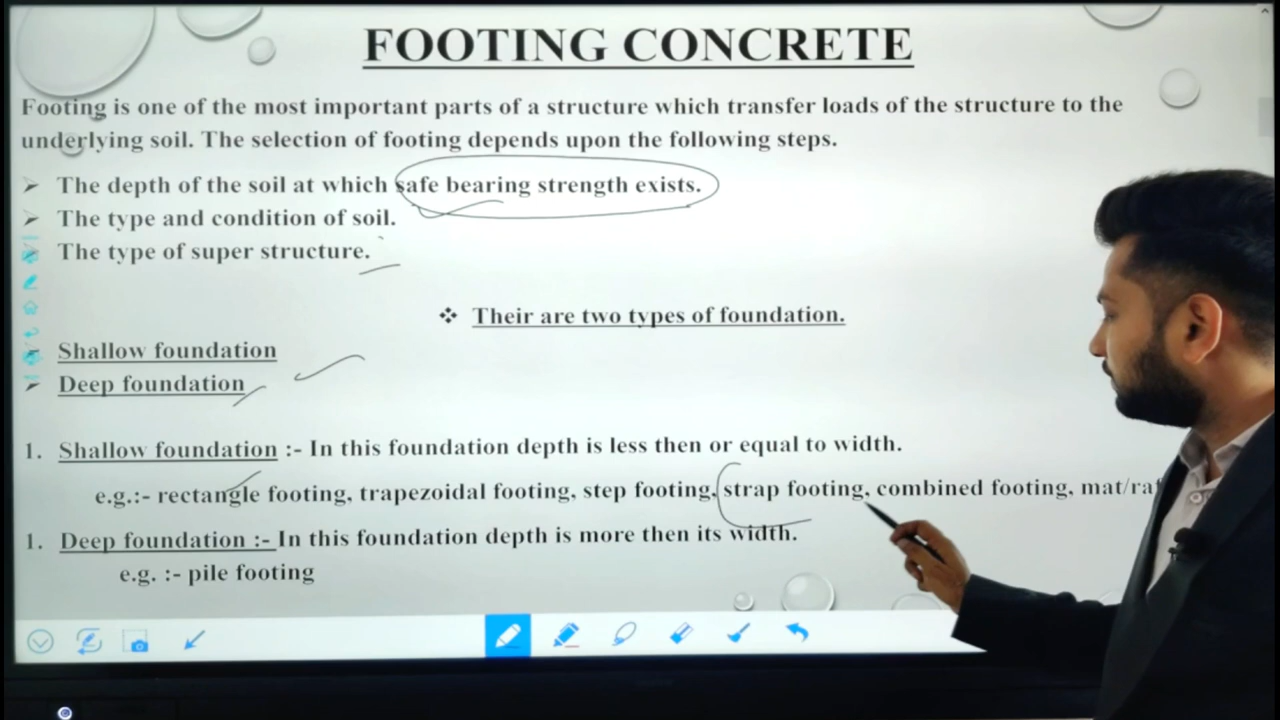 FOOTING CONCRETE
Footing is one of the most important parts of a structure which transfer loads of the structure to the
underlying soil. The selection of footing depends upon the following steps.
➢ The depth of the soil at which safe bearing strength exists.
➢ The type and condition of soil.
➢ The type of super structure.
❖ Their are two types of foundation.
➢ Shallow foundation
➢ Deep foundation
1. Shallow foundation :- In this foundation depth is less then or equal to width.
e.g.:- rectangle footing, trapezoidal footing, step footing, strap footing, combined footing, mat/
1. Deep foundation :- In this foundation depth is more then its width.
e.g. :- pile footing